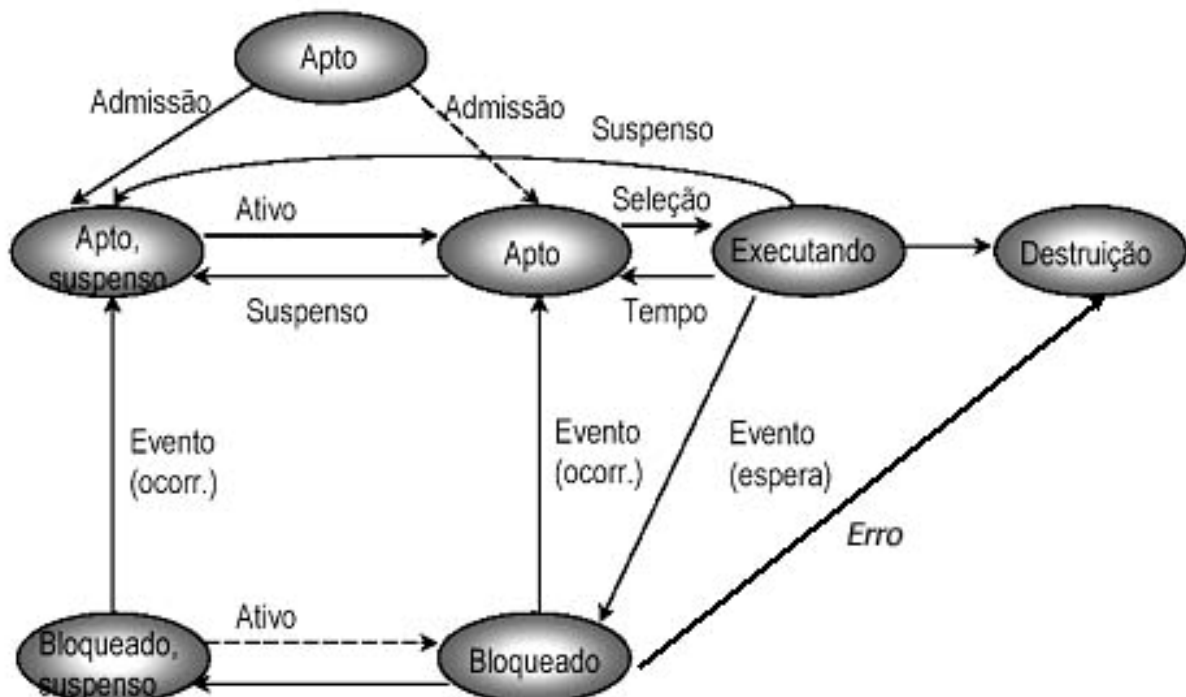 Apto
Admissão
Admissão
Suspenso
Ativo
Seleção
Apto,
suspenso
Apto
Executando
Destruição
Suspenso
Tempo
Evento
(ocorr.)
Evento
(ocorr.)
Evento
(espera)
Erro
Ativo
Bloqueado,
suspenso
Bloqueado